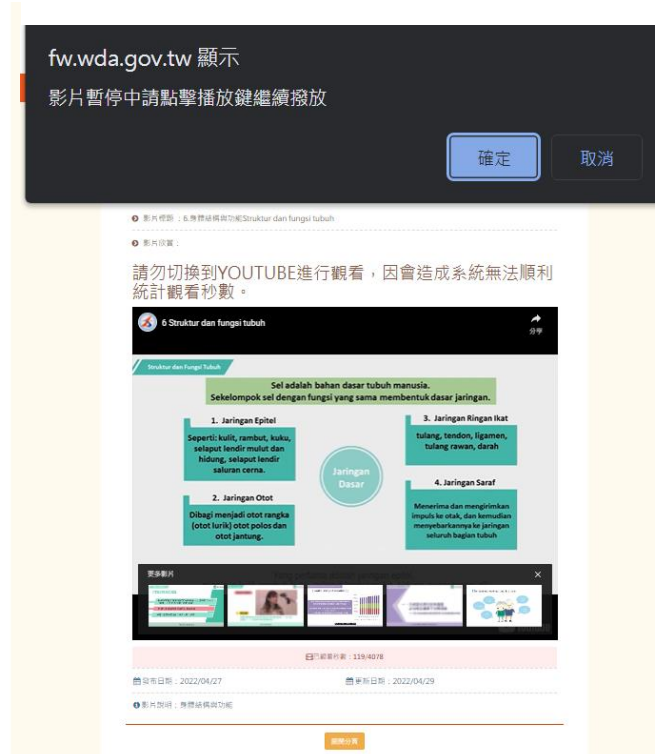 fw.wda.gov.tw 顯示
影片暫停中請點擊播放鍵繼續撥放
確定
取消
影片標題：6.身體結構與功能Struktur dan fungsi tubuh
影片欣賞：
請勿切換到YOUTUBE進行觀看，因會造成系統無法順利
統計觀看秒數。
6 Struktur dan fungsi tubuh
分享
Struktur dan Fungsi Tubuh
Sel adalah bahan dasar tubuh manusia.
Sekelompok sel dengan fungsi yang sama membentuk dasar jaringan.
1. Jaringan Epitel
Seperti: kulit, rambut, kuku,
selaput lendir mulut dan
hidung, selaput lendir
saluran cerna.
2. Jaringan Otot
Dibagi menjadi otot rangka
(otot lurik) otot polos dan
otot jantung.
Jaringan
Dasar
3. Jaringan Ringan Ikat
tulang, tendon, ligamen,
tulang rawan, darah
4. Jaringan Saraf
Menerima dan mengirimkan
impuls ke otak, dan kemudian
menyebarkannya ke jaringan
seluruh bagian tubuh
更多影片
已觀看秒數：119/4078
發布日期：2022/04/27
更新日期：2022/04/29
影片說明：身體結構與功能